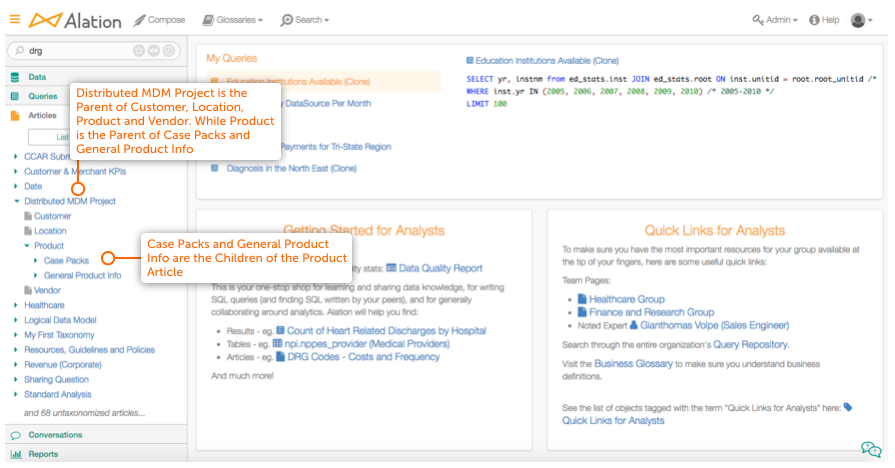 Alation
Compose
Glossaries
Search
Admin
Help
drg
Data
Queries
Articles
List
Distributed MDM Project is the
Parent of Customer, Location,
Product and Vendor. While Product
is the Parent of Case Packs and
General Product Info
CCAR Subm
Customer & Merchant KPIs
Date
Distributed MDM Project
Customer
Location
Product
Case Packs
General Product Info
Vendor
Healthcare
Logical Data Model
My First Taxonomy
Resources, Guidelines and Policies
Revenue (Corporate)
Sharing Question
Standard Analysis
and 68 untaxonomized articles...
Conversations
Reports
Case Packs and General Product
Info are the Children of the Product
Article
My Queries
Education Institutions Available (Clone)
y DataSource Per Month
Payments for Tri-State Region
Diagnosis in the North East (Clone)
Education Institutions Available (Clone)
SELECT yr, instnm from ed_stats.inst JOIN ed_stats.root ON inst.unitid = root.root_unitid /*
WHERE inst.yr IN (2005, 2006, 2007, 2008, 2009, 2010) /* 2005-2010 */
LIMIT 100
Getting Started for Analysts
ity stats: Data Quality Report
This is your one-stop shop for learning and sharing data knowledge, for writing
SQL queries (and finding SQL written by your peers), and for generally
collaborating around analytics. Alation will help you find:
• Results - eg. Count of Heart Related Discharges by Hospital
• Tables - eg. npi.nppes_provider (Medical Providers)
• Articles - eg. DRG Codes - Costs and Frequency
And much more!
Quick Links for Analysts
To make sure you have the most important resources for your group available at
the tip of your fingers, here are some useful quick links:
Team Pages:
• Healthcare Group
• Finance and Research Group
• Noted Expert Gianthomas Volpe (Sales Engineer)
Search through the entire organization's Query Repository.
Visit the Business Glossary to make sure you understand business
definitions.
See the list of objects tagged with the term "Quick Links for Analysts" here:
Quick Links for Analysts